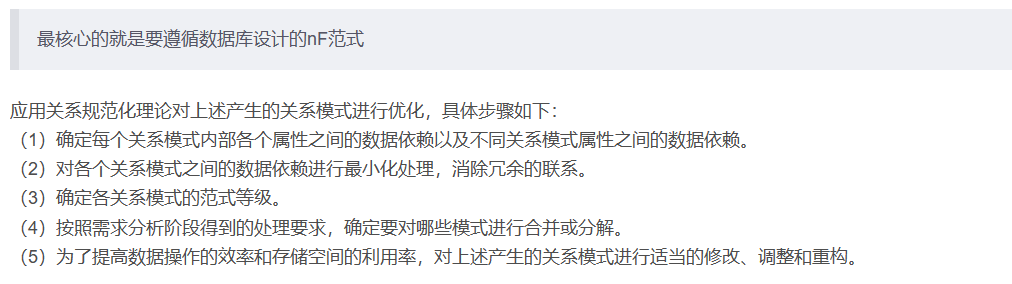 最核心的就是要遵循数据库设计的nF范式
应用关系规范化理论对上述产生的关系模式进行优化，具体步骤如下：
（1）确定每个关系模式内部各个属性之间的数据依赖以及不同关系模式属性之间的数据依赖。
（2）对各个关系模式之间的数据依赖进行最小化处理，消除冗余的联系。
（3）确定各关系模式的范式等级。
（4）按照需求分析阶段得到的处理要求，确定要对哪些模式进行合并或分解。
（5）为了提高数据操作的效率和存储空间的利用率，对上述产生的关系模式进行适当的修改、调整和重构。